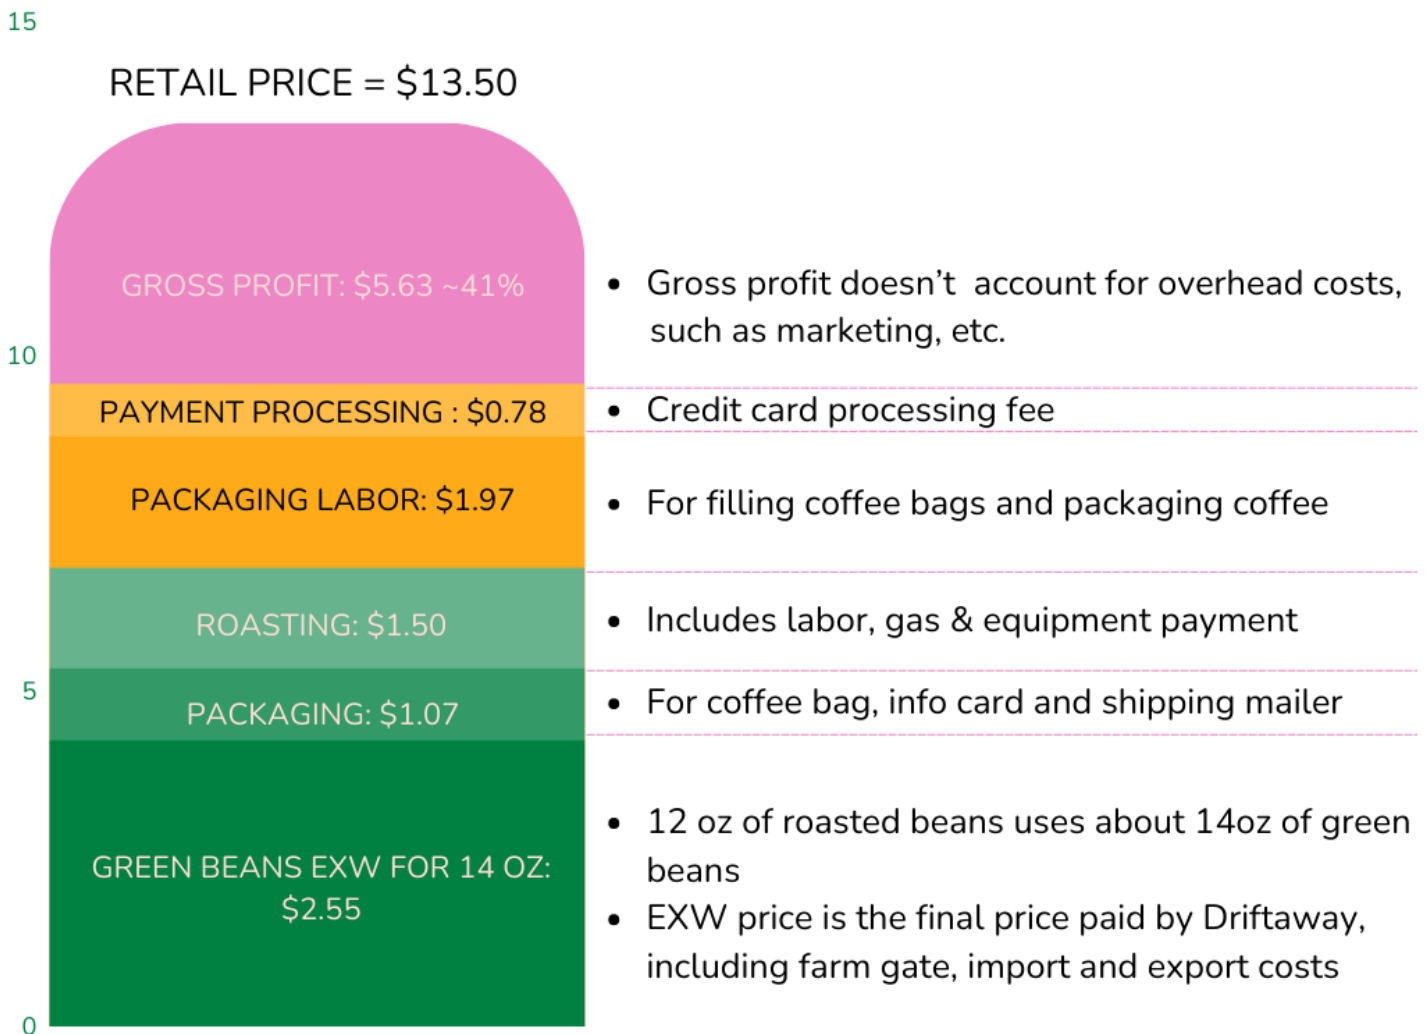 15
RETAIL PRICE = $13.50
GROSS PROFIT: $5.63 ~41%
• Gross profit doesn’t  account for overhead costs,
such as marketing, etc.
10
PAYMENT PROCESSING : $0.78
• Credit card processing fee
PACKAGING LABOR: $1.97
• For filling coffee bags and packaging coffee
ROASTING: $1.50
• Includes labor, gas & equipment payment
5
PACKAGING: $1.07
• For coffee bag, info card and shipping mailer
GREEN BEANS EXW FOR 14 OZ:
$2.55
• 12 oz of roasted beans uses about 14oz of green
beans
• EXW price is the final price paid by Driftaway,
including farm gate, import and export costs
0